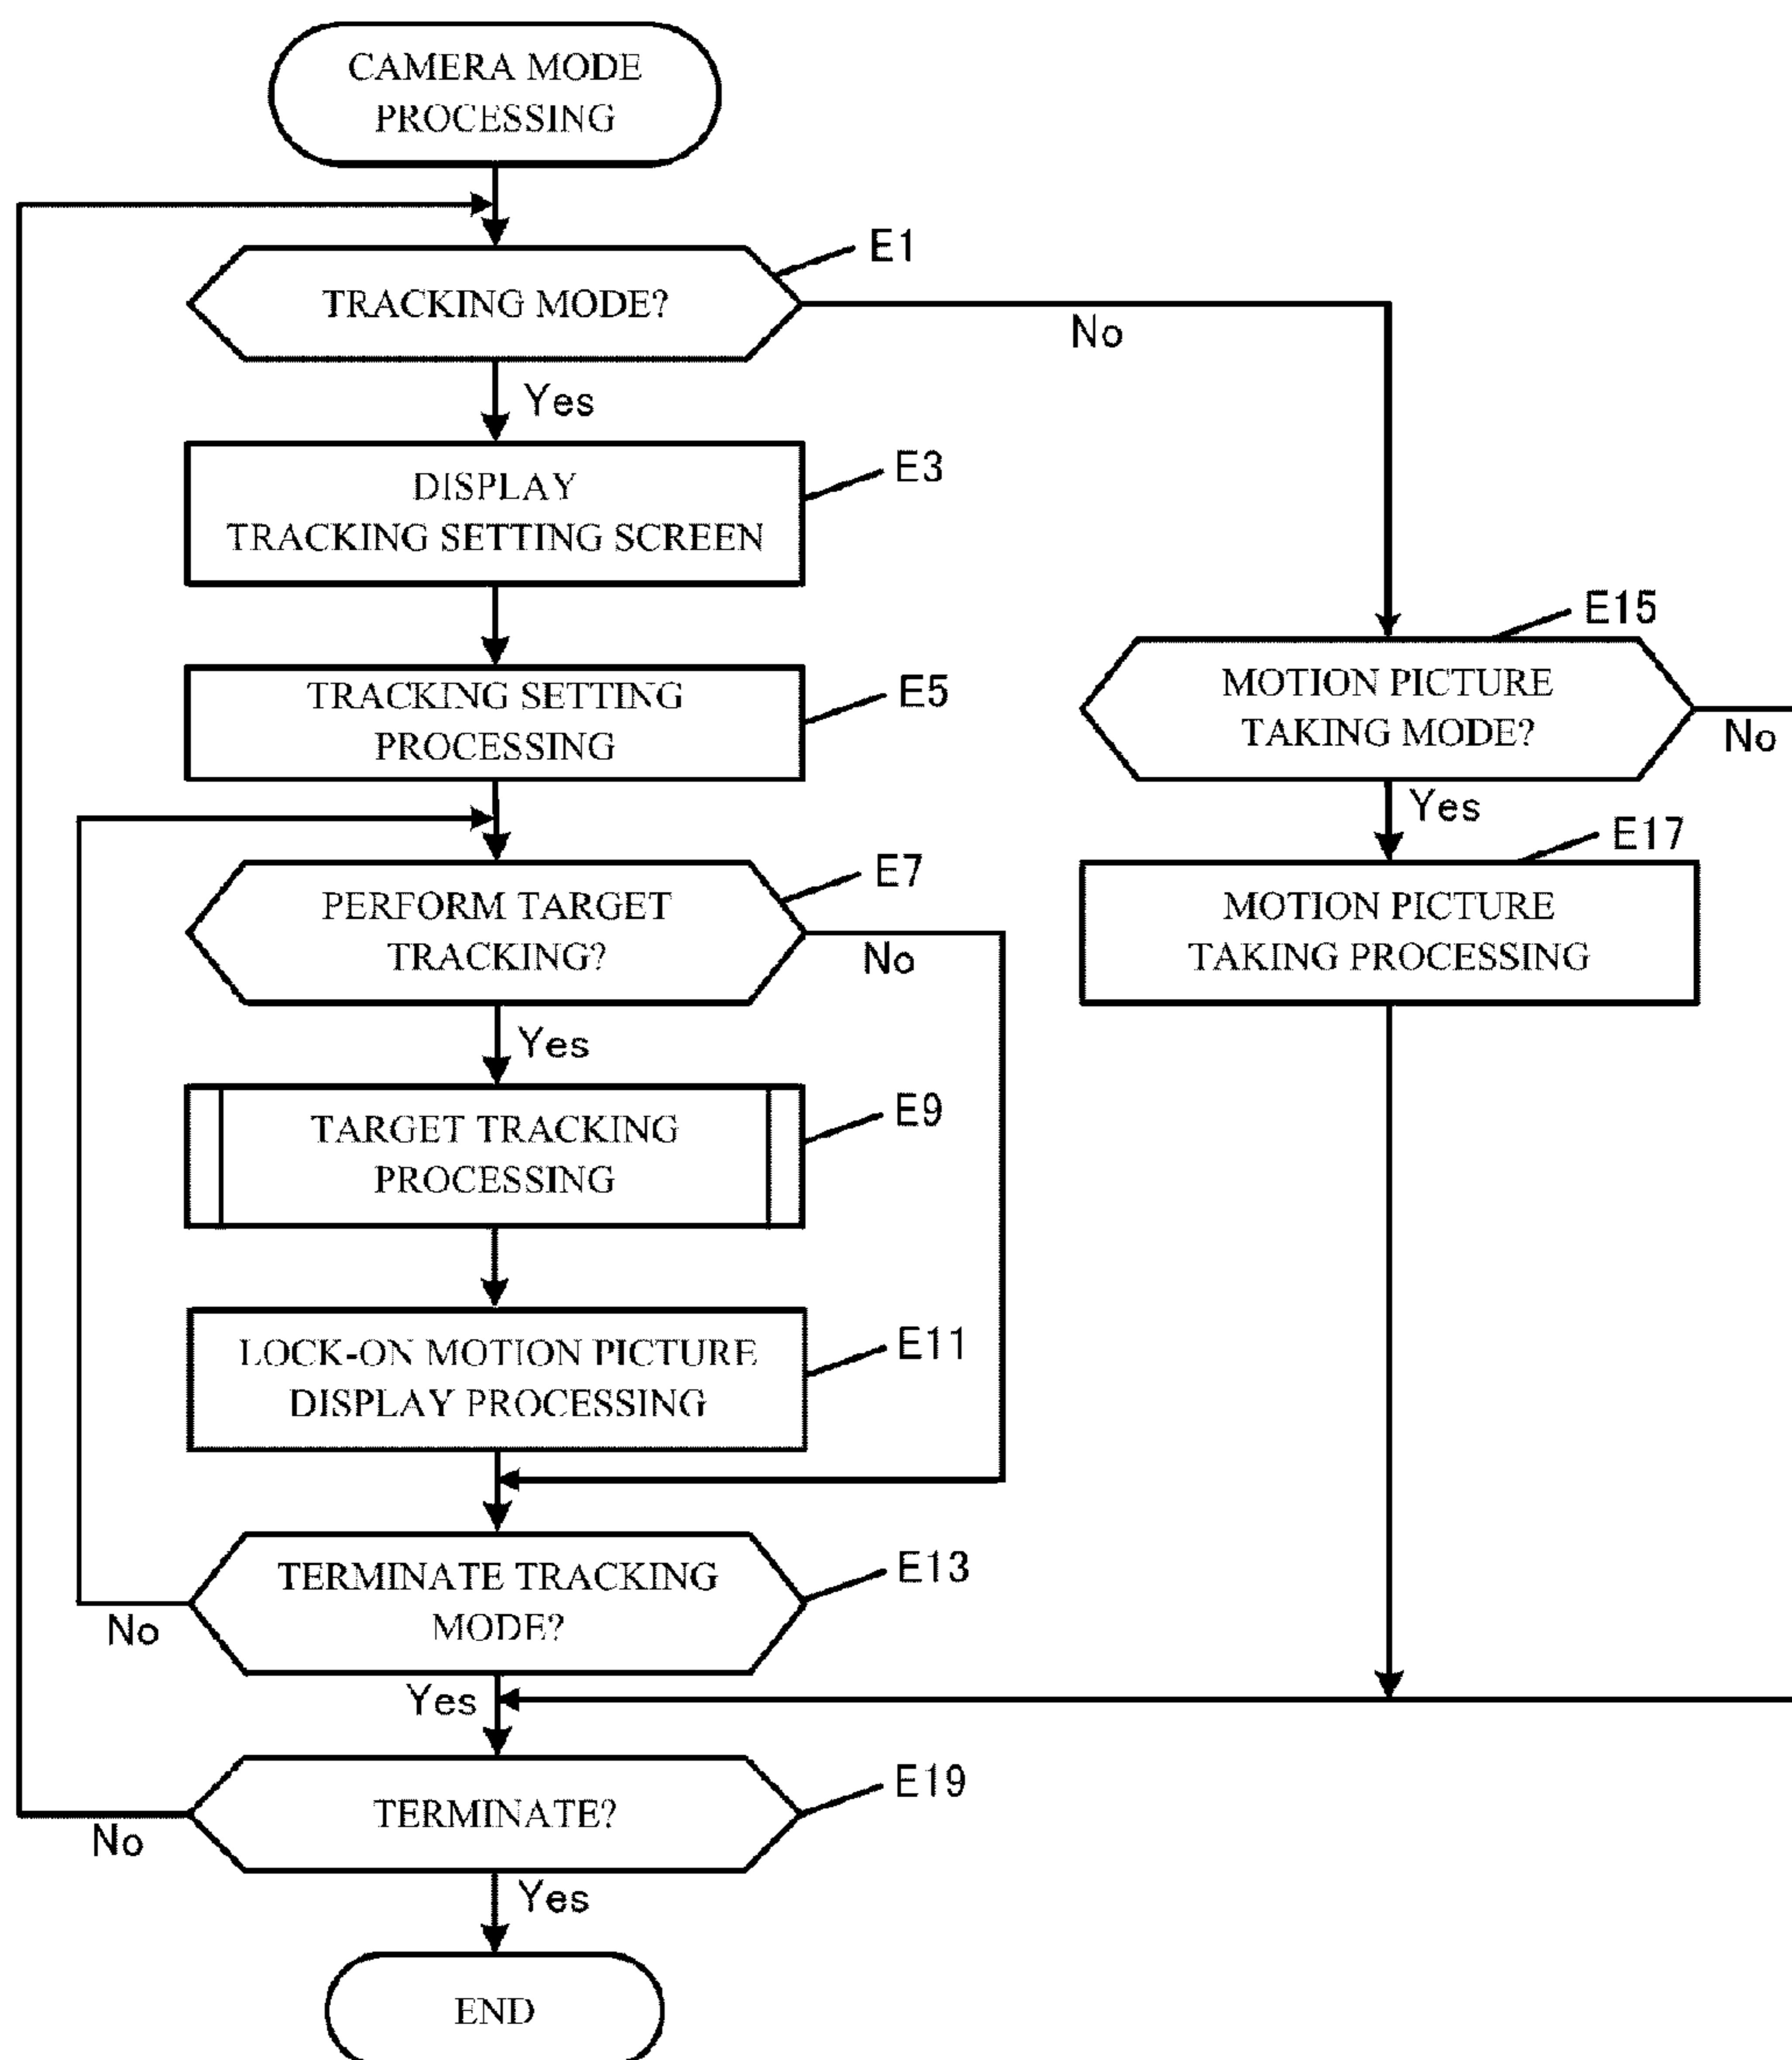 CAMERA MODE
PROCESSING
E1
TRACKING MODE?
No
Yes
E3
DISPLAY
TRACKING SETTING SCREEN
E15
MOTION PICTURE
TAKING MODE?
No
Yes
E5
TRACKING SETTING
PROCESSING
E17
MOTION PICTURE
TAKING PROCESSING
E7
PERFORM TARGET
TRACKING?
No
Yes
E9
TARGET TRACKING
PROCESSING
E11
LOCK-ON MOTION PICTURE
DISPLAY PROCESSING
E13
TERMINATE TRACKING
MODE?
No
Yes
E19
TERMINATE?
No
Yes
END